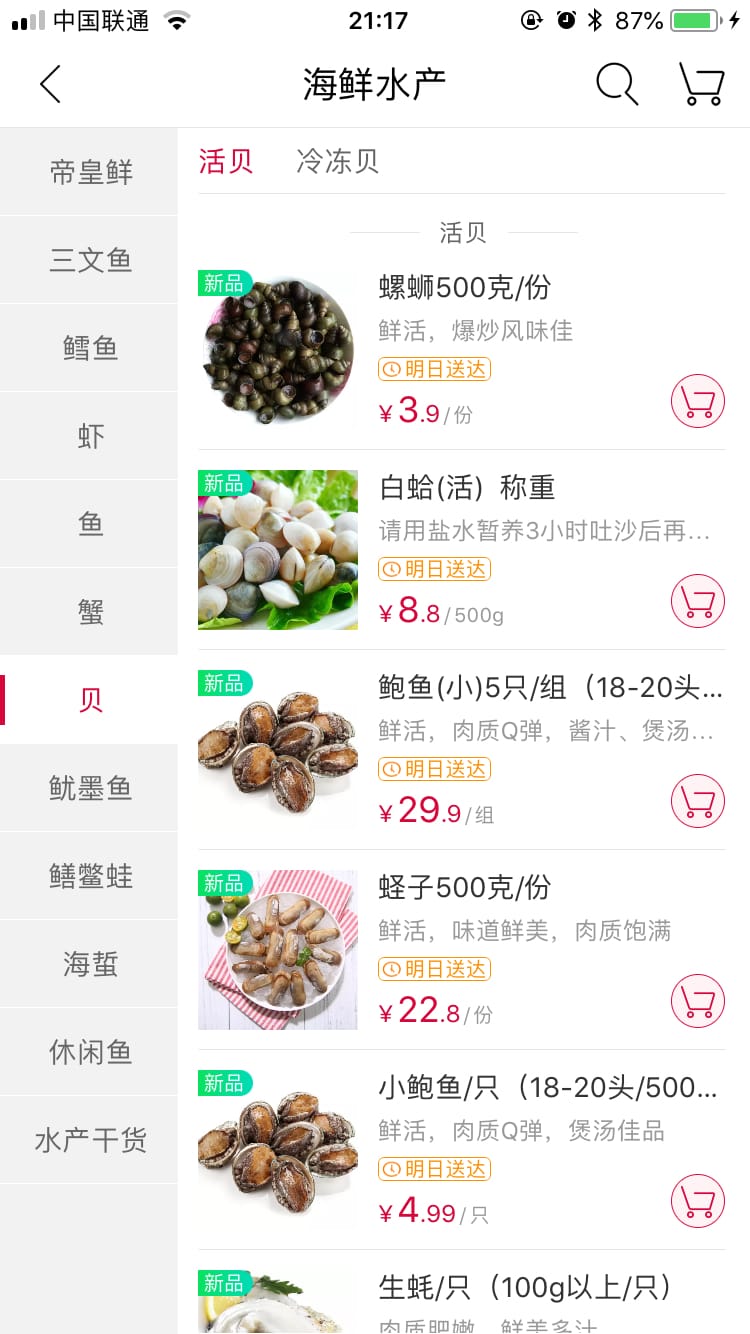 中国联通
21:17
87%
海鲜水产
帝皇鲜
三文鱼
鳕鱼
虾
鱼
蟹
贝
鱿墨鱼
鳝鳖蛙
海蜇
休闲鱼
水产干货
活贝 冷冻贝
活贝
新品
螺蛳500克/份
鲜活，爆炒风味佳
明日送达
¥3.9/份
新品
白蛤(活) 称重
请用盐水暂养3小时吐沙后再...
明日送达
¥8.8/500g
新品
鲍鱼(小)5只/组（18-20头...
鲜活，肉质Q弹，酱汁、煲汤...
明日送达
¥29.9/组
新品
蛏子500克/份
鲜活，味道鲜美，肉质饱满
明日送达
¥22.8/份
新品
小鲍鱼/只（18-20头/500...
鲜活，肉质Q弹，煲汤佳品
明日送达
¥4.99/只
新品
生蚝/只（100g以上/只）
肉质肥嫩，鲜美多汁